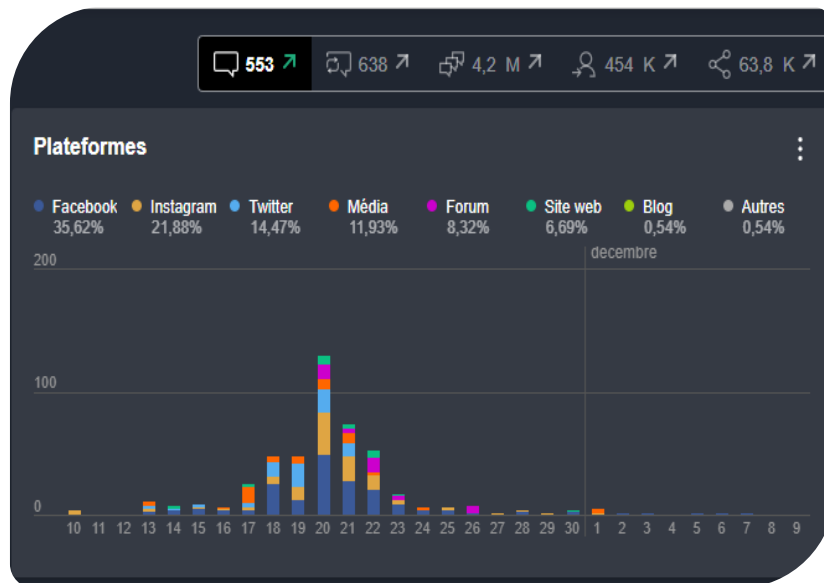 553 638 4,2 M 454 K 63,8 K
Plateformes
Facebook Instagram Twitter Média Forum Site web Blog Autres
35,62% 21,88% 14,47% 11,93% 8,32% 6,69% 0,54% 0,54%
decembre
200
100
0
10 11 12 13 14 15 16 17 18 19 20 21 22 23 24 25 26 27 28 29 30 1 2 3 4 5 6 7 8 9